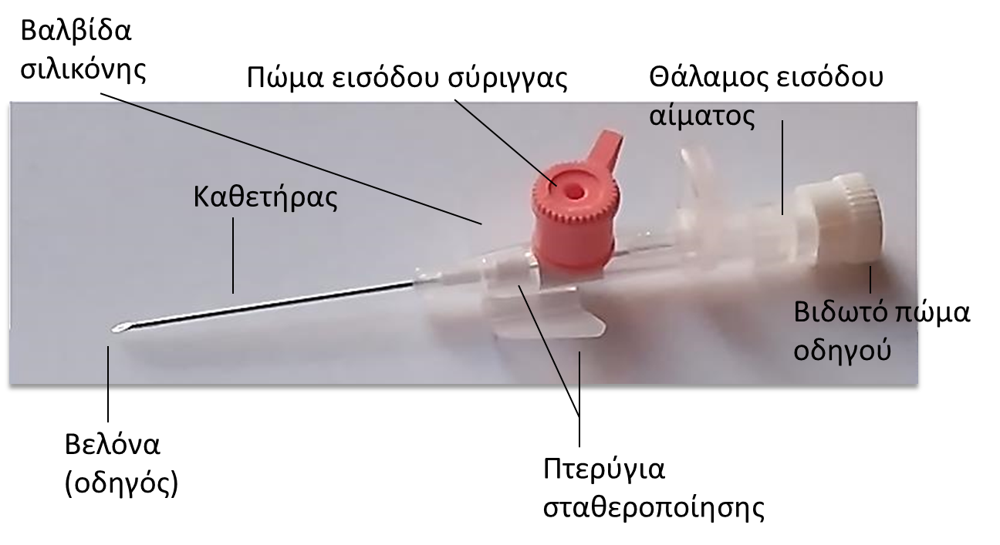 Βαλβίδα
σιλικόνης
Πώμα εισόδου σύριγγας
Θάλαμος εισόδου
αίματος
Καθετήρας
Βιδωτό πώμα
οδηγού
Βελόνα
(οδηγός)
Πτερύγια
σταθεροποίησης